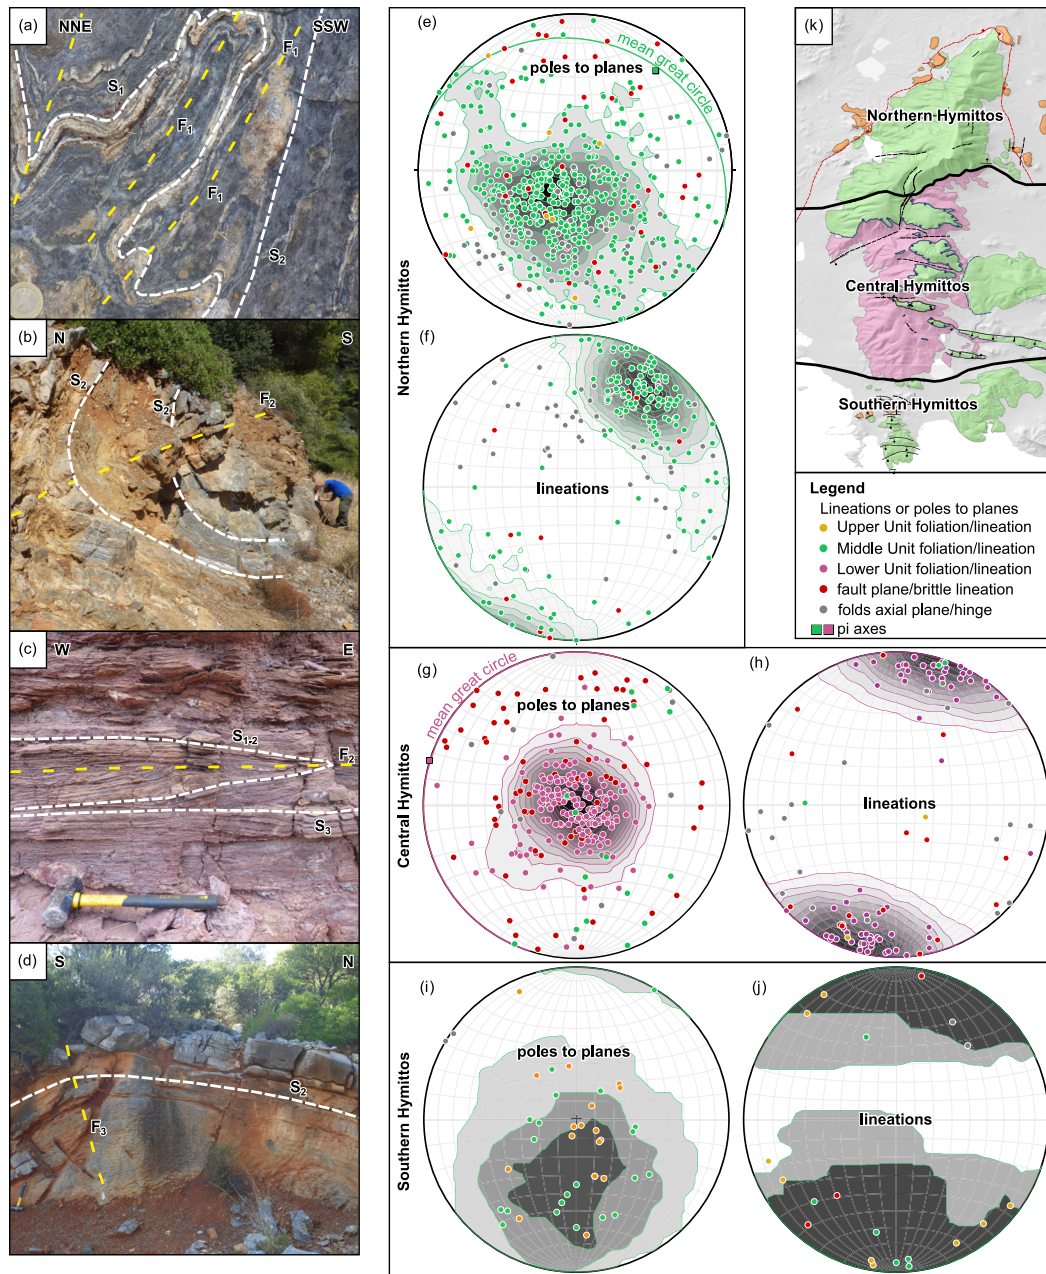 (a)
NNE
SSW
S1
F1
F1
F1
S2
(b)
N
S
S2
S2
F2
(c)
W
E
S1-2
F2
S3
(d)
S
N
S2
F3
Northern Hymittos
(e)
mean great circle
poles to planes
(f)
lineations
Central Hymittos
(g)
mean great circle
poles to planes
(h)
lineations
Southern Hymittos
(i)
poles to planes
(j)
lineations
(k)
Northern Hymittos
Central Hymittos
Southern Hymittos
Legend
Lineations or poles to planes
Upper Unit foliation/lineation
Middle Unit foliation/lineation
Lower Unit foliation/lineation
fault plane/brittle lineation
folds axial plane/hinge
pi axes